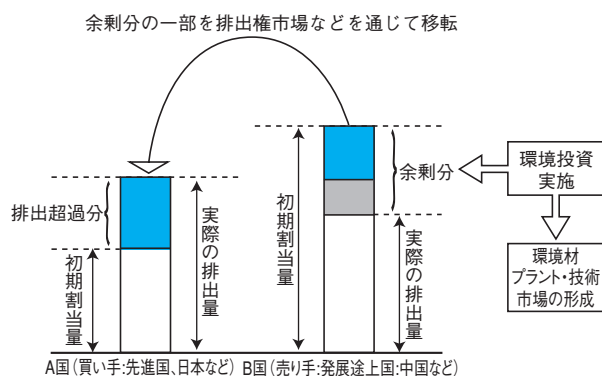 余剰分の一部を排出権市場などを通じて移転
排出超過分
初期割当量
実際の排出量
初期割当量
余剰分
実際の排出量
環境投資
実施
環境材
プラント・技術
市場の形成
A国（買い手:先進国、日本など）
B国（売り手:発展途上国:中国など）